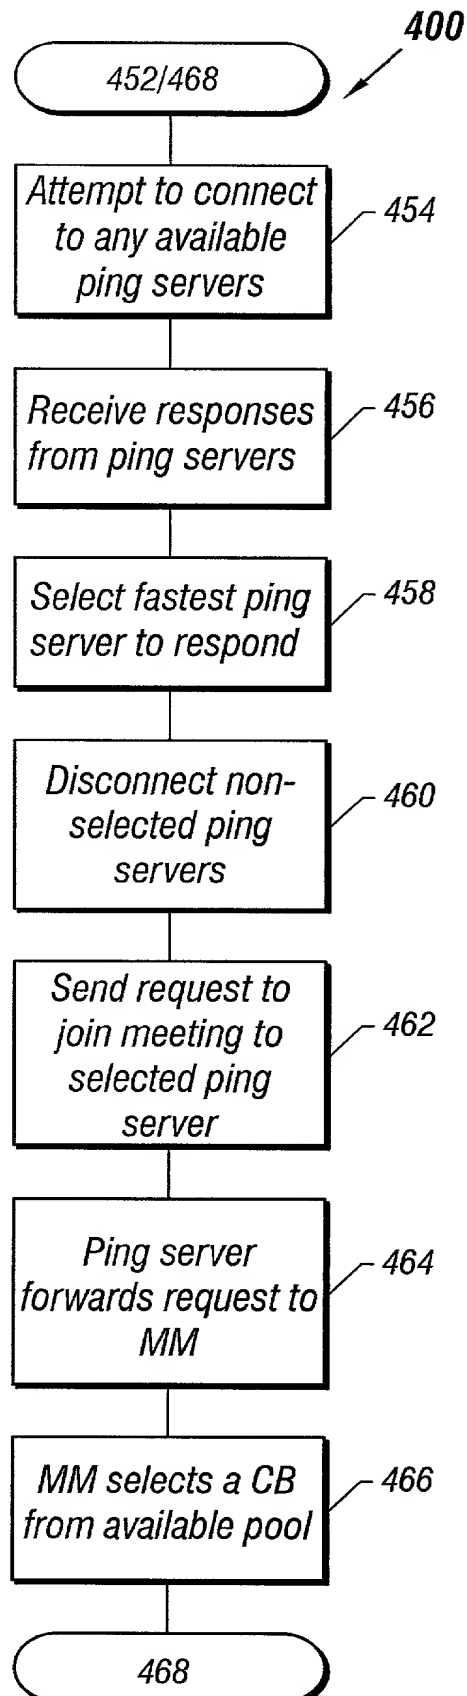 400
452/468
Attempt to connect
to any available
ping servers
454
Receive responses
from ping servers
456
Select fastest ping
server to respond
458
Disconnect non-
selected ping
servers
460
Send request to
join meeting to
selected ping
server
462
Ping server
forwards request to
MM
464
MM selects a CB
from available pool
466
468